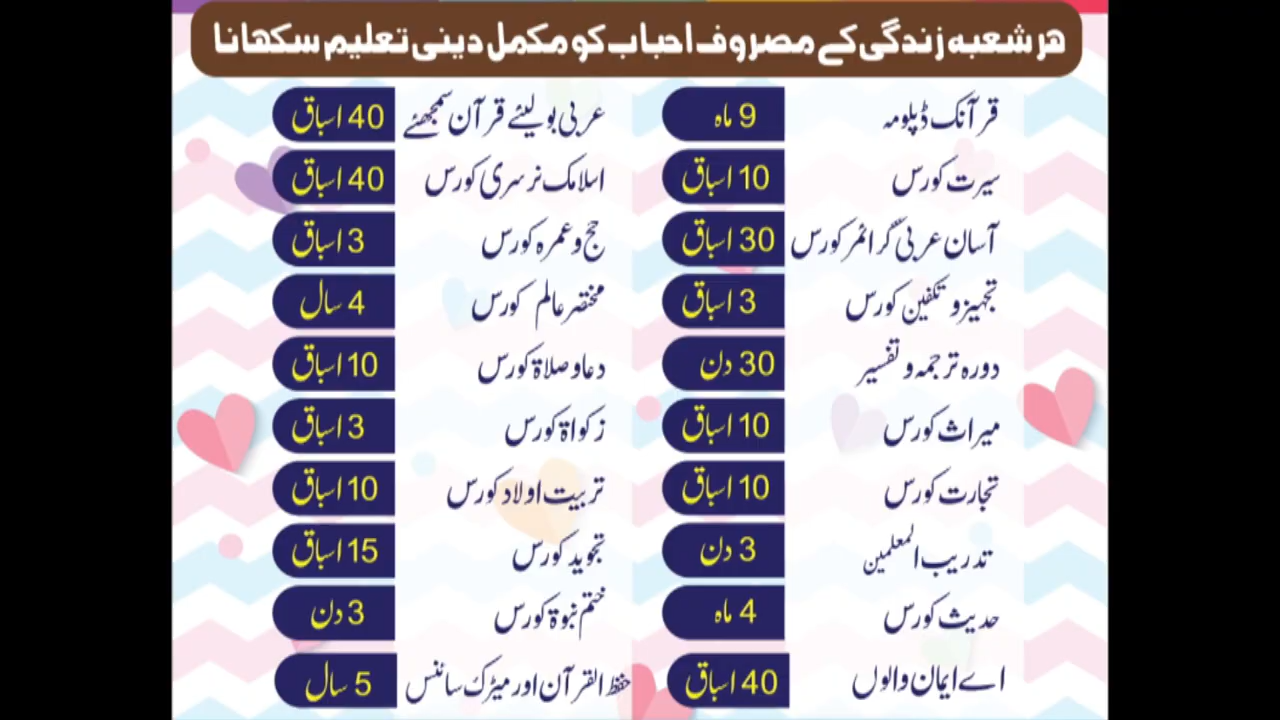 ہر شعبہ زندگی کے مصروف احباب کو مکمل دینی تعلیم سکھانا
قرآنک ڈپلومہ 9 ماہ
سیرت کورس 10 اسباق
آسان عربی گرائمر کورس 30 اسباق
تجہیز و تکفین کورس 3 اسباق
دورہ ترجمہ و تفسیر 30 دن
میراث کورس 10 اسباق
تجارت کورس 10 اسباق
تدریب المعلمین 3 دن
حدیث کورس 4 ماہ
اے ایمان والوں 40 اسباق
عربی بولیئے قرآن سمجھئے 40 اسباق
اسلامک نرسری کورس 40 اسباق
حج و عمرہ کورس 3 اسباق
مختصر عالم کورس 4 سال
دعا و صلاۃ کورس 10 اسباق
زکواۃ کورس 3 اسباق
تربیت اولاد کورس 10 اسباق
تجوید کورس 15 اسباق
ختم نبوۃ کورس 3 دن
حفظ القرآن اور میٹرک سائنس 5 سال